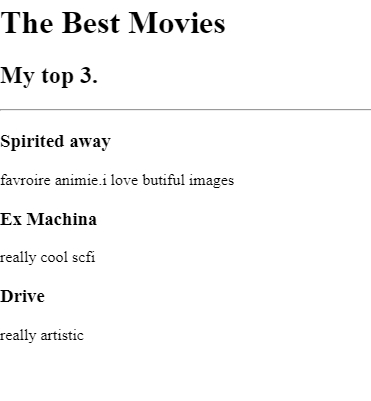 The Best Movies
My top 3.
Spirited away
favroire animie.i love butiful images
Ex Machina
really cool scfi
Drive
really artistic